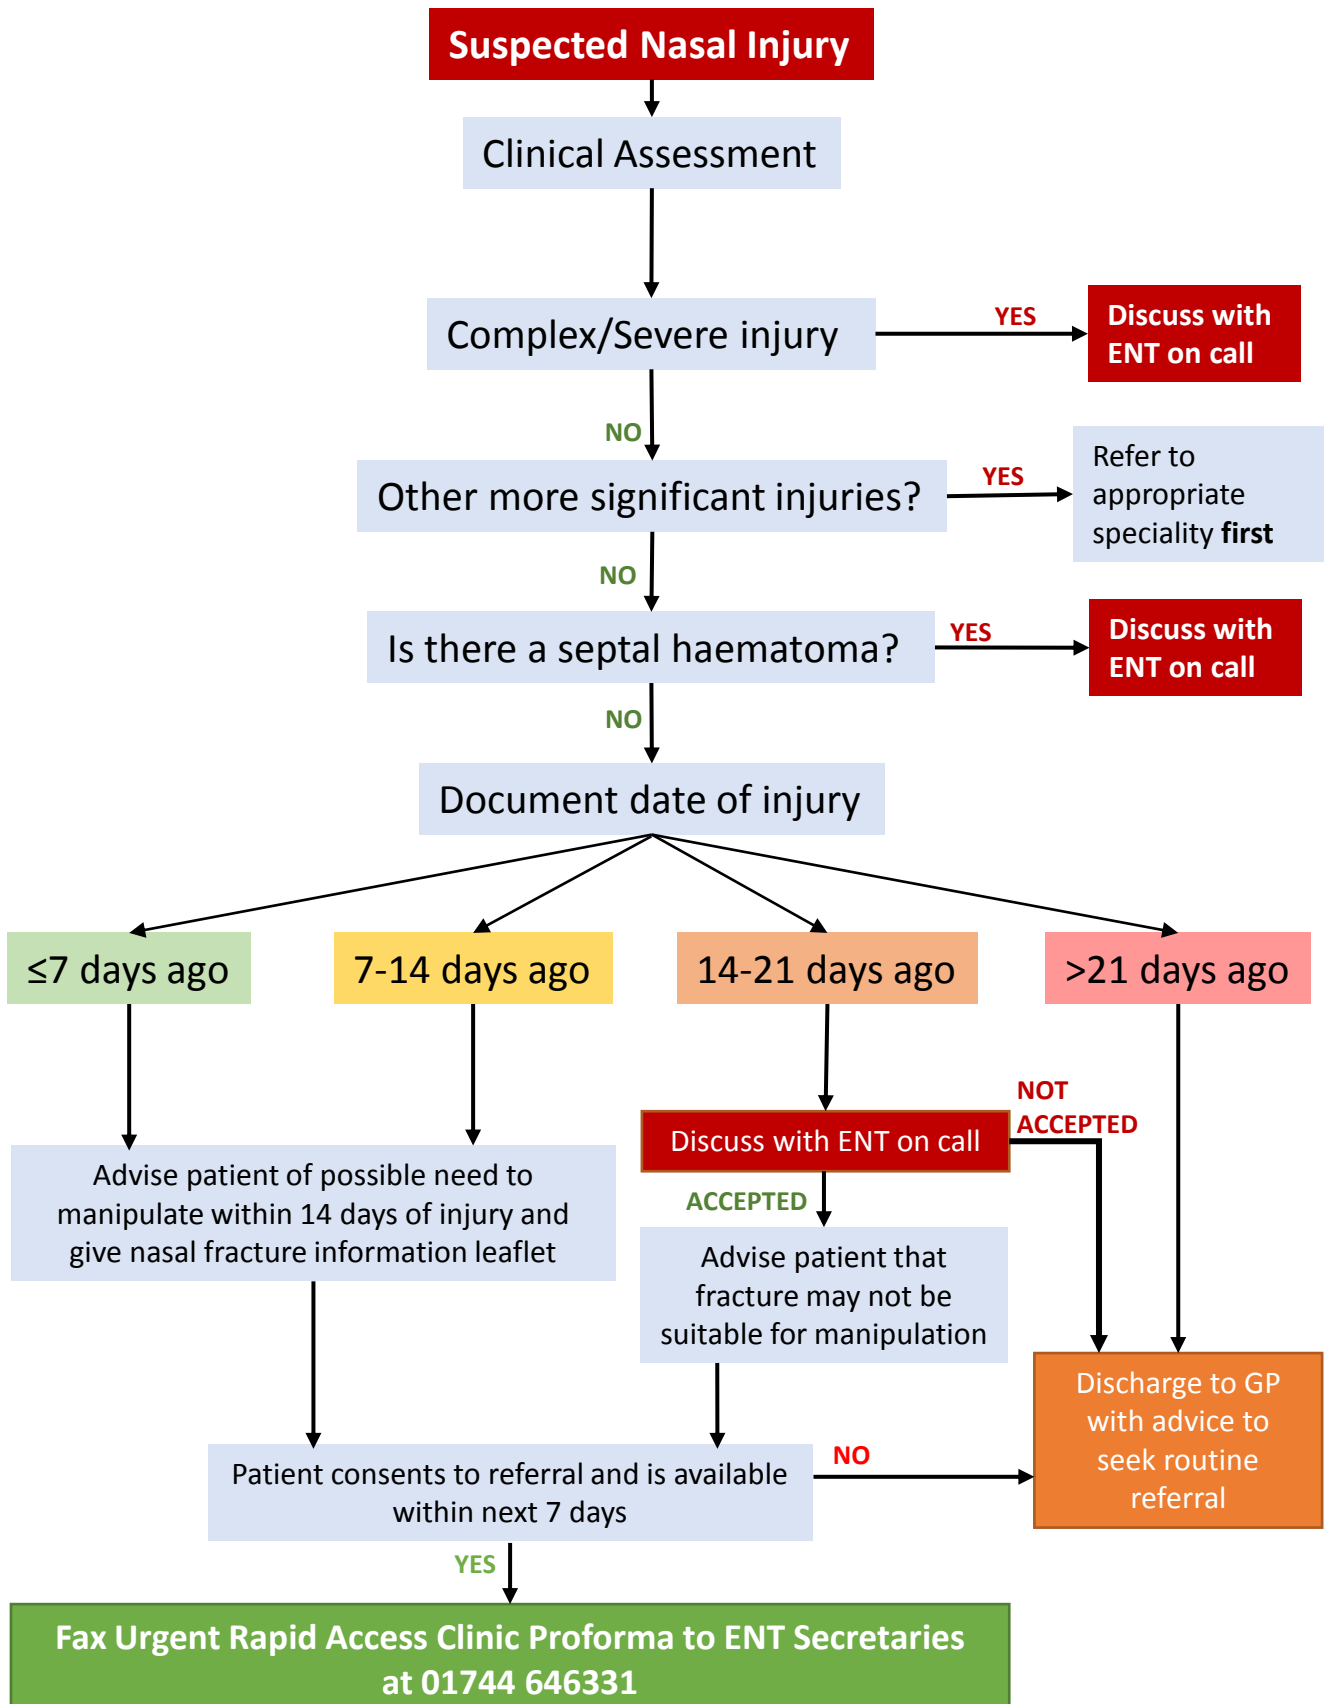 Suspected Nasal Injury
Clinical Assessment
Complex/Severe injury
YES
Discuss with
ENT on call
NO
Other more significant injuries?
YES
Refer to
appropriate
speciality first
NO
Is there a septal haematoma?
YES
Discuss with
ENT on call
NO
Document date of injury
≤7 days ago
7-14 days ago
14-21 days ago
>21 days ago
Advise patient of possible need to
manipulate within 14 days of injury and
give nasal fracture information leaflet
Discuss with ENT on call
NOT
ACCEPTED
ACCEPTED
Advise patient that
fracture may not be
suitable for manipulation
Discharge to GP
with advice to
seek routine
referral
Patient consents to referral and is available
within next 7 days
NO
YES
Fax Urgent Rapid Access Clinic Proforma to ENT Secretaries
at 01744 646331